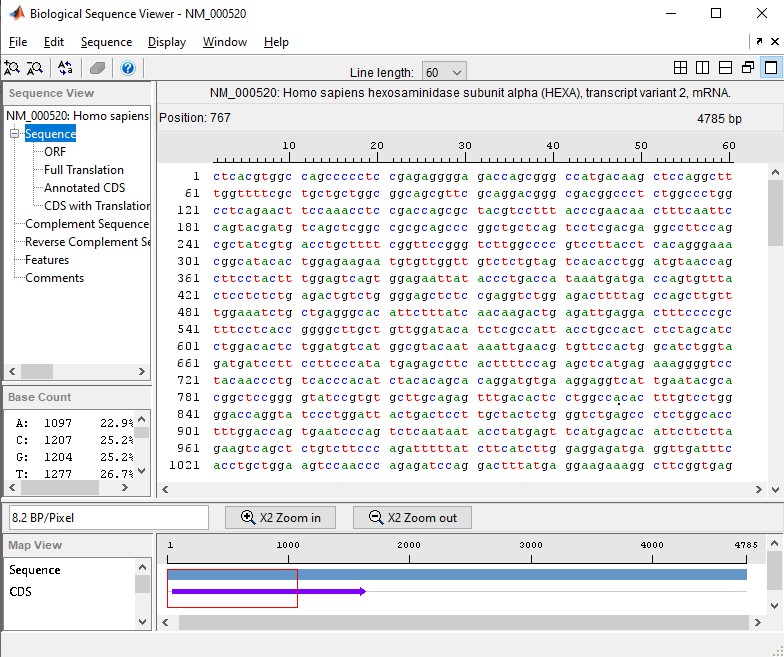 Biological Sequence Viewer - NM_000520
File Edit Sequence Display Window Help
Line length: 60
Sequence View
NM_000520: Homo sapiens
Sequence
ORF
Full Translation
Annotated CDS
CDS with Translation
Complement Sequence
Reverse Complement Se
Features
Comments
Base Count
A: 1097 22.9%
C: 1207 25.2%
G: 1204 25.2%
T: 1277 26.7%
NM_000520: Homo sapiens hexosaminidase subunit alpha (HEXA), transcript variant 2, mRNA.
Position: 767 4785 bp
10 20 30 40 50 60
1 ctcacgtggc cagccccctc cgagagggga gaccagcggg ccatgacaag ctccaggctt
61 tggttttcgc tgctgctggc ggcagcgttc gcaggacggg cgacggccct ctggccctgg
121 cctcagaact tccaaacctc cgaccagcgc tacgtccttt acccgaacaa ctttcaattc
181 cagtacgatg tcagctcggc cgcgcagccc ggctgctcag tcctcgacga ggccttccag
241 cgctatcgtg acctgctttt cggttccggg tcttggcccc gtccttacct cacagggaaa
301 cggcatacac tggagaagaa tgtgttggtt gtctctgtag tcacacctgg atgtaaccag
361 cttcctactt tggagtcagt ggagaattat accctgacca taaatgatga ccagtgttta
421 ctcctctctg agactgtctg gggagctctc cgaggtctgg agacttttag ccagcttgtt
481 tggaaatctg ctgagggcac attctttatc aacaagactg agattgagga ctttccccgc
541 tttcctcacc ggggcttgct gttggataca tctcgccatt acctgccact ctctagcatc
601 ctggacactc tggatgtcat ggcgtacaat aaattgaacg tgttccactg gcatctggta
661 gatgatcctt ccttcccata tgagagcttc acttttccag agctcatgag aaaggggtcc
721 tacaaccctg tcacccacat ctacacagca caggatgtga aggaggtcat tgaatacgca
781 cggctccggg gtatccgtgt gcttgcagag tttgacactc ctggccacac tttgtcctgg
841 ggaccaggta tccctggatt actgactcct tgctactctg ggtctgagcc ctctggcacc
901 tttggaccag tgaatcccag tctcaataat acctatgagt tcatgagcac attcttctta
961 gaagtcagct ctgtcttccc agatttttat cttcatcttg gaggagatga ggttgatttc
1021 acctgctgga agtccaaccc agagatccag gactttatga ggaagaaagg cttcggtgag
8.2 BP/Pixel X2 Zoom in X2 Zoom out
Map View
Sequence
CDS
1 1000 2000 3000 4000 4785